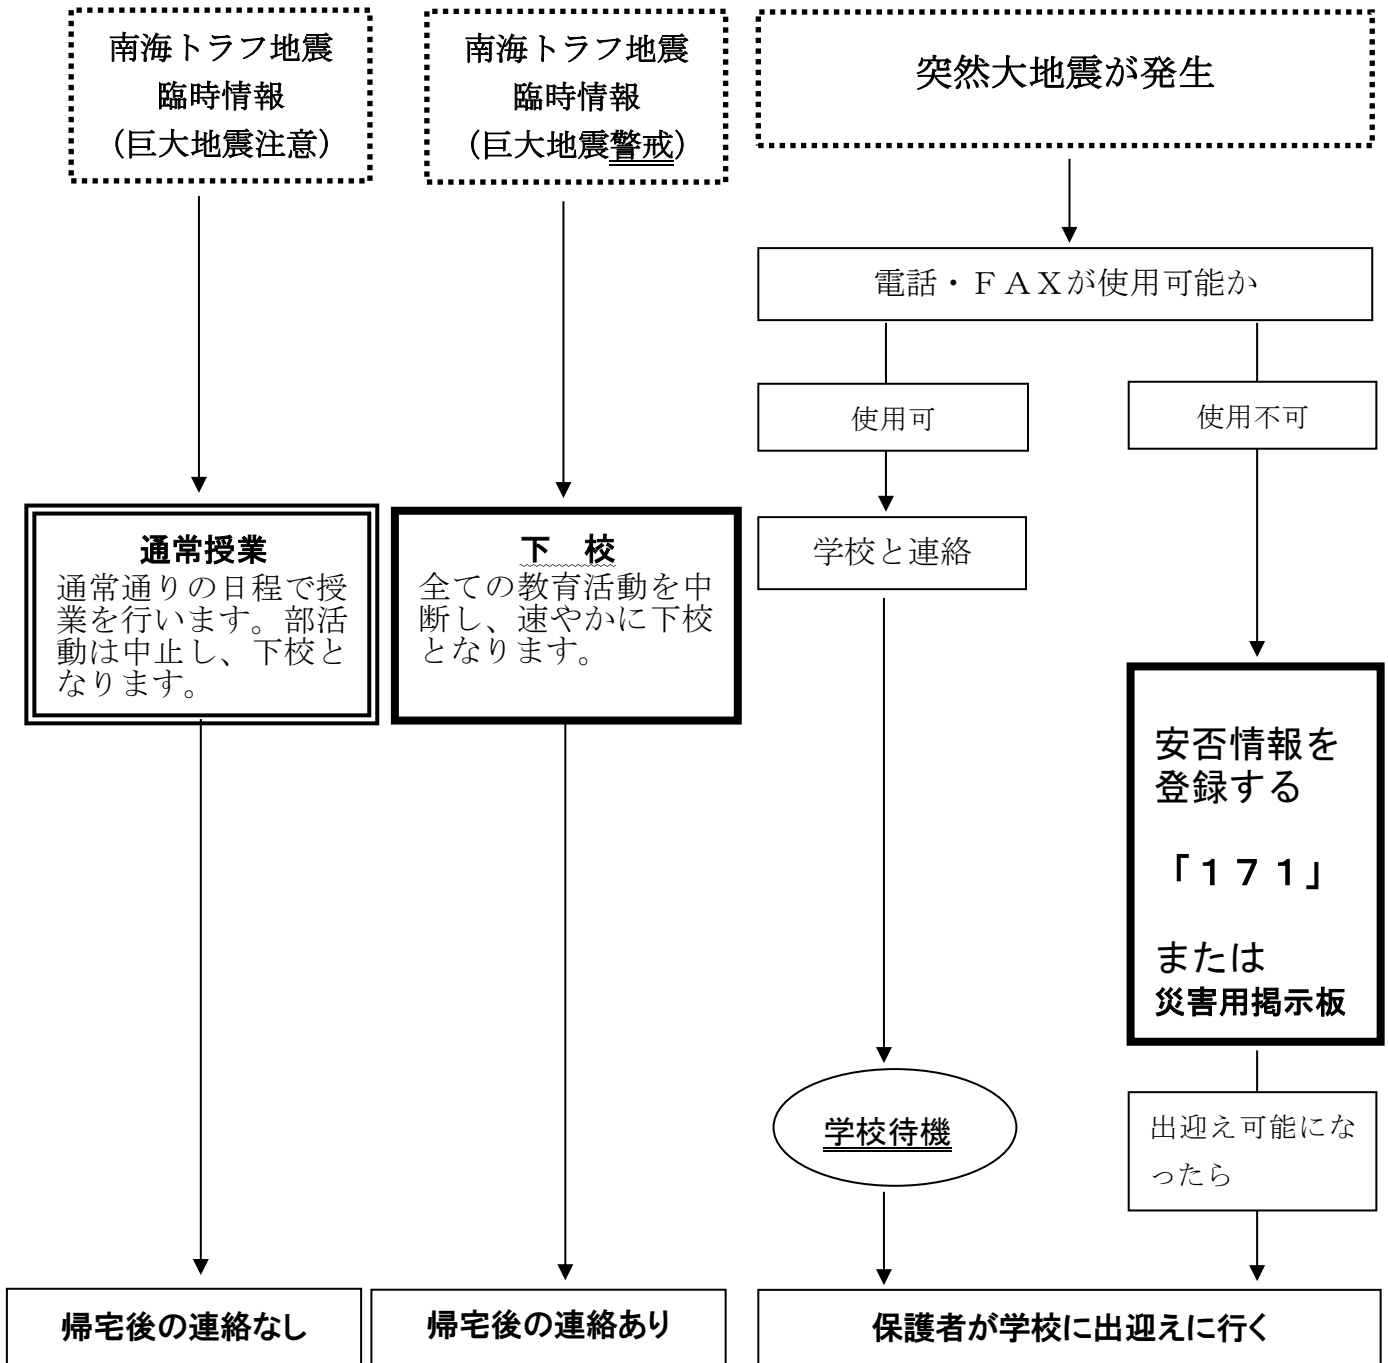 南海トラフ地震
臨時情報
(巨大地震注意)
南海トラフ地震
臨時情報
(巨大地震警戒)
突然大地震が発生
電話・ＦＡＸが使用可能か
使用可
使用不可
通常授業
通常通りの日程で授
業を行います。部活
動は中止し、下校と
なります。
下　校
全ての教育活動を中
断し、速やかに下校
となります。
学校と連絡
安否情報を
登録する
「１７１」
または
災害用掲示板
学校待機
出迎え可能にな
ったら
帰宅後の連絡なし
帰宅後の連絡あり
保護者が学校に出迎えに行く